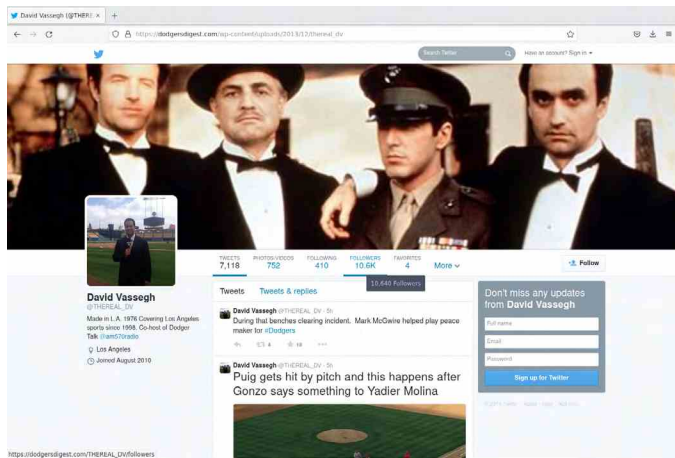 David Vassegh (@THERE
https://dodgersdigest.com/wp-content/uploads/2013/12/thereal_dv
Search Twitter
Have an account? Sign in
TWEETS
7,118
PHOTOS/VIDEOS
752
FOLLOWING
410
FOLLOWERS
10.6K
FAVORITES
4
More
Follow
10,640 Followers
David Vassegh
@THEREAL_DV
Made in L.A. 1976 Covering Los Angeles
sports since 1998. Co-host of Dodger
Talk @am570radio
Los Angeles
Joined August 2010
Tweets Tweets & replies
David Vassegh @THEREAL_DV · 5h
During that benches clearing incident. Mark McGwire helped play peace
maker for #Dodgers
4
18
David Vassegh @THEREAL_DV · 5h
Puig gets hit by pitch and this happens after
Gonzo says something to Yadier Molina
Don't miss any updates
from David Vassegh
Full name
Email
Password
Sign up for Twitter
https://dodgersdigest.com/THEREAL_DV/followers